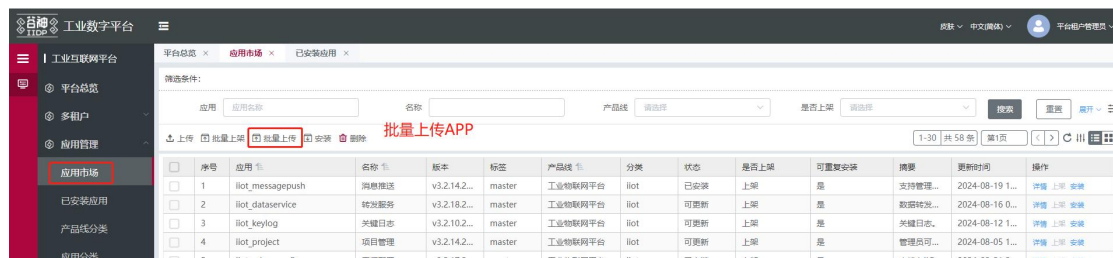 谷神 工业数字平台 皮肤 中文(简体) 平台租户管理员
IIDP
工业互联网平台 平台总览 × 应用市场 × 已安装应用 ×
筛选条件:
平台总览
应用 应用名称 名称 产品线 请选择 是否上架 请选择 搜索 重置 展开
多租户
批量上传APP
上传 批量上架 批量上传 安装 删除 1-30 共 58 条 第1页
应用管理
序号 应用 名称 版本 标签 产品线 分类 状态 是否上架 可重复安装 摘要 更新时间 操作
应用市场
1 iiot_messagepush 消息推送 v3.2.14.2... master 工业物联网平台 iiot 已安装 上架 是 支持管理... 2024-08-19 1... 详情 上架 安装
已安装应用
2 iiot_dataservice 转发服务 v3.2.18.2... master 工业物联网平台 iiot 可更新 上架 是 数据转发... 2024-08-16 0... 详情 上架 安装
产品线分类
3 iiot_keylog 关键日志 v3.2.10.2... master 工业物联网平台 iiot 可更新 上架 是 关键日志。 2024-08-12 1... 详情 上架 安装
4 iiot_project 项目管理 v3.2.14.2... master 工业物联网平台 iiot 可更新 上架 是 管理员可... 2024-08-05 1... 详情 上架 安装
应用分类